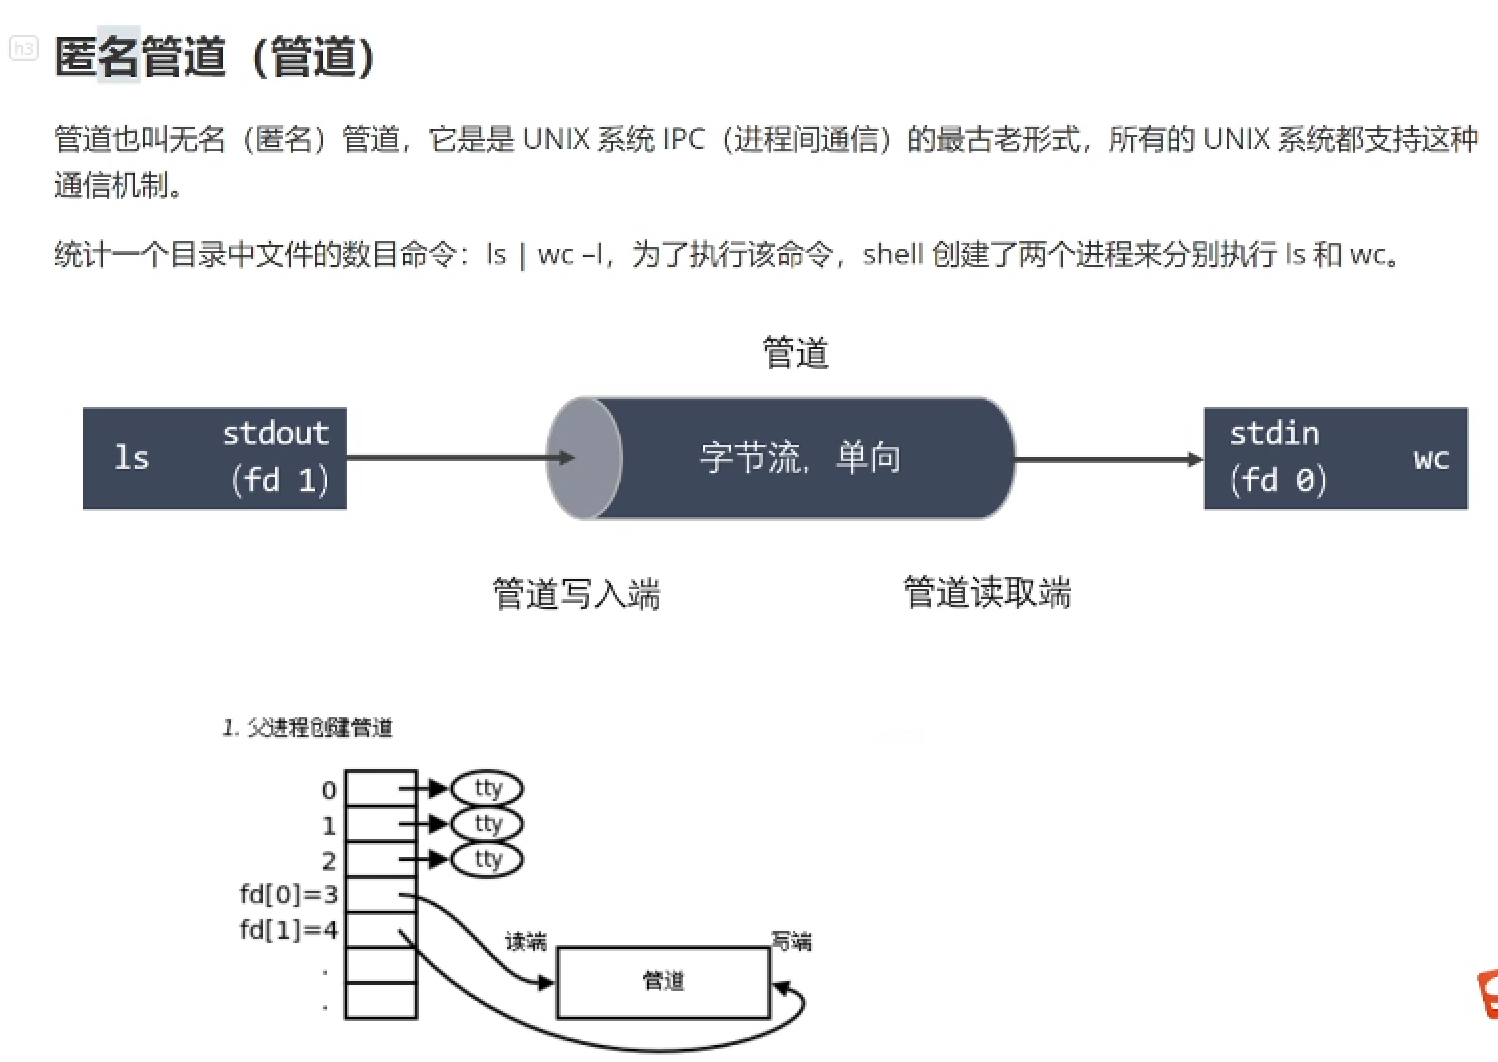 h3
匿名管道（管道）
管道也叫无名（匿名）管道，它是是 UNIX 系统 IPC（进程间通信）的最古老形式，所有的 UNIX 系统都支持这种
通信机制。
统计一个目录中文件的数目命令：ls | wc –l，为了执行该命令，shell 创建了两个进程来分别执行 ls 和 wc。
管道
ls
stdout
(fd 1)
字节流，单向
stdin
(fd 0)
wc
管道写入端
管道读取端
1. 父进程创建管道
0
tty
1
tty
2
tty
fd[0]=3
fd[1]=4
.
.
读端
写端
管道